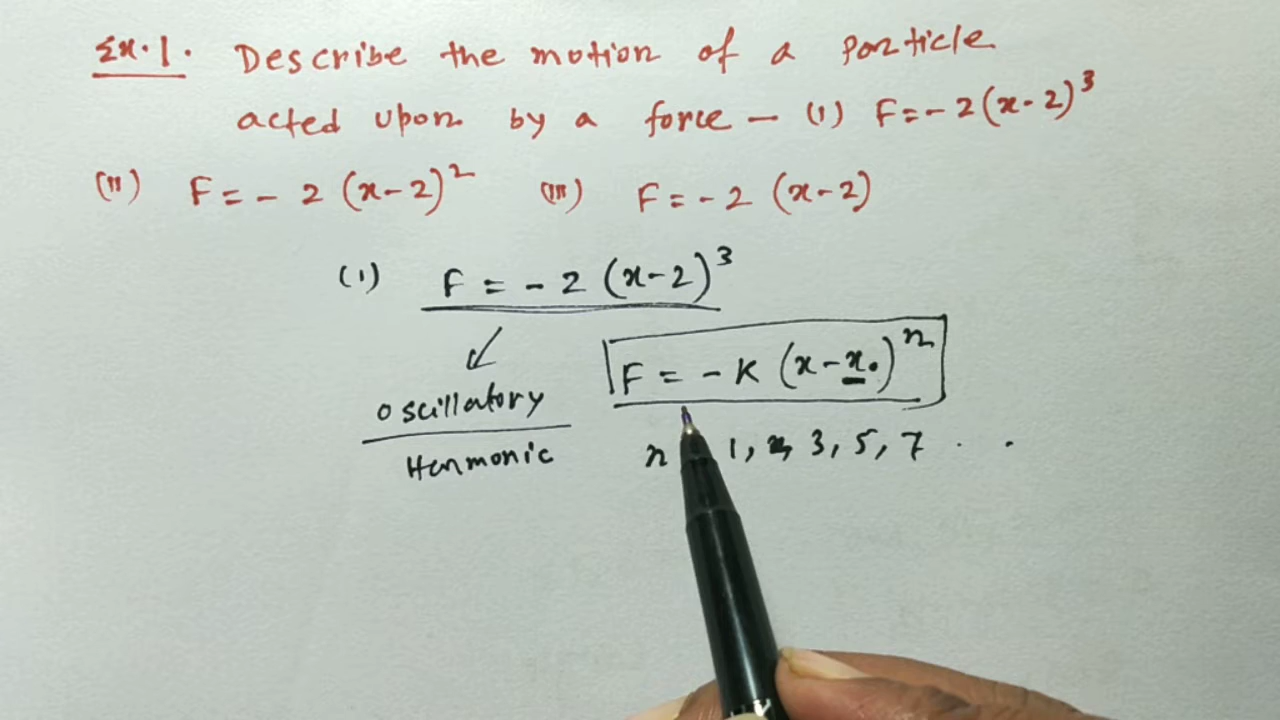 Ex.1. Describe the motion of a particle
acted upon by a force — (I) F = - 2 (x - 2)³
(II) F = - 2 (x - 2)² (III) F = - 2 (x - 2)
(1) F = - 2 (x - 2)³
F = - K (x - x₀)ⁿ
oscillatory
Harmonic
n 1, 3, 5, 7 . .